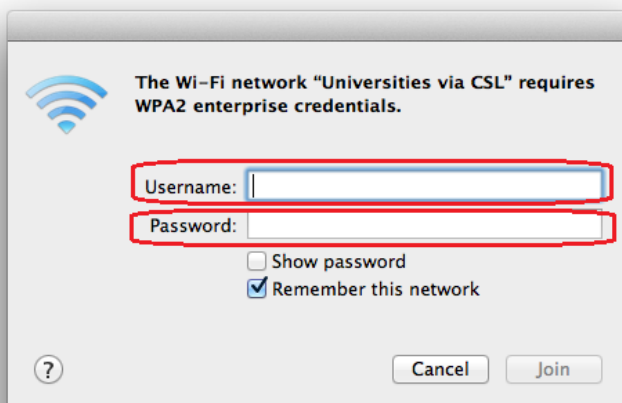 The Wi-Fi network “Universities via CSL” requires
WPA2 enterprise credentials.
Username:
Password:
Show password
Remember this network
?
Cancel
Join